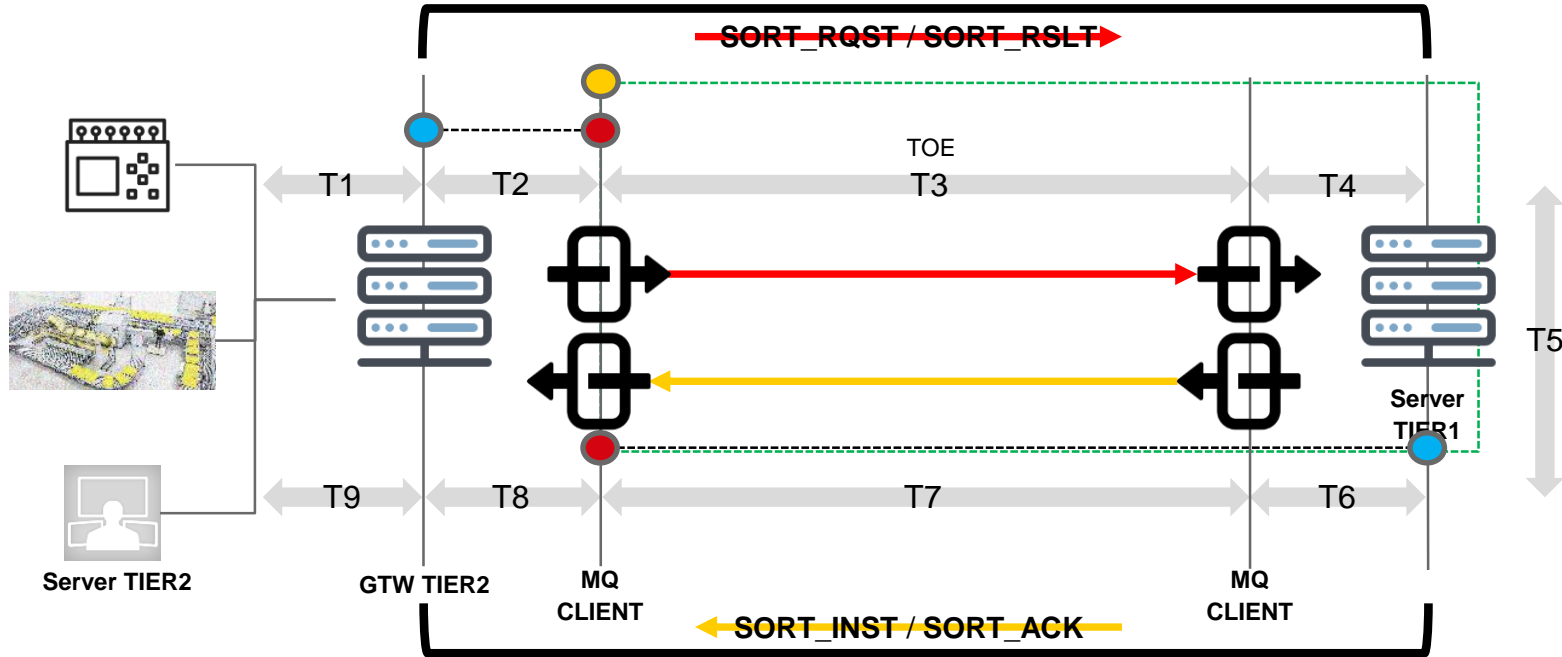 SORT_RQST / SORT_RSLT
TOE
T1
T2
T3
T4
T5
Server
TIER1
T9
T8
T7
T6
Server TIER2
GTW TIER2
MQ
CLIENT
MQ
CLIENT
SORT_INST / SORT_ACK